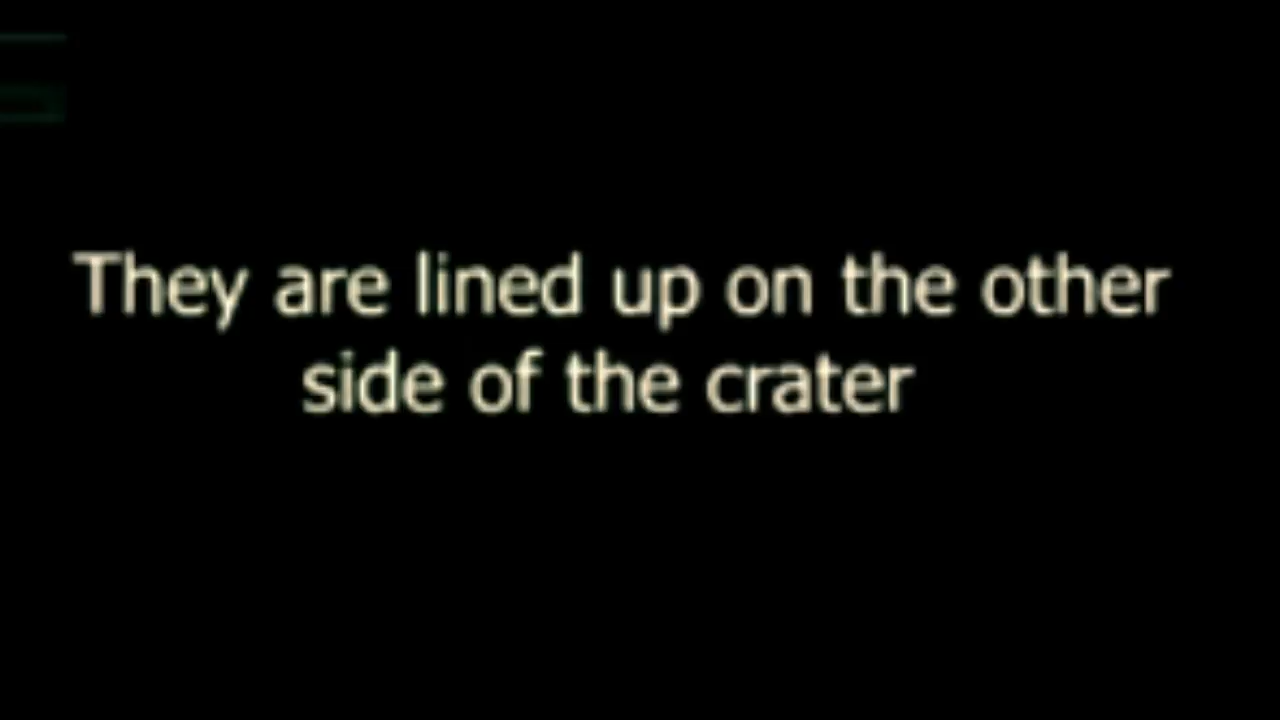 They are lined up on the other
side of the crater